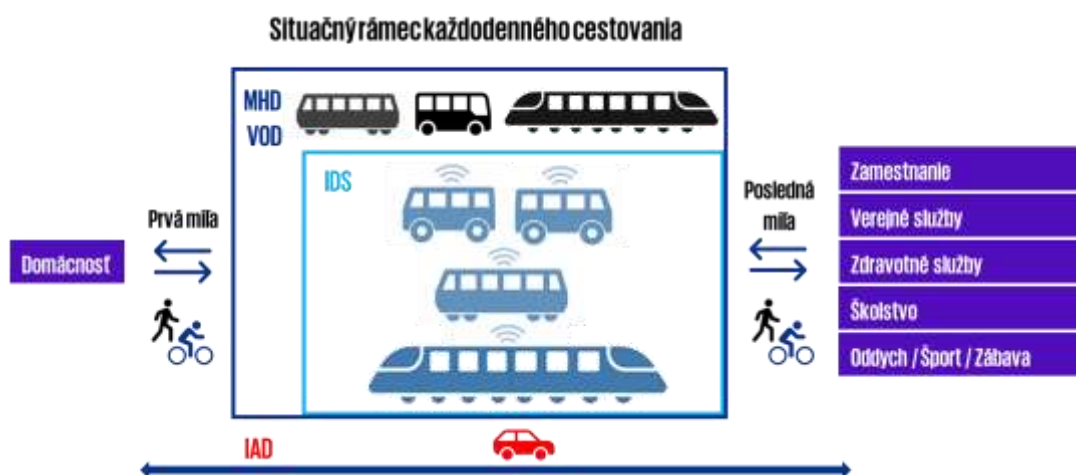 Situačný rámec každodenného cestovania
MHD
VOD
IDS
Prvá míľa
Domácnosť
Posledná
míľa
Zamestnanie
Verejné služby
Zdravotné služby
Školstvo
Oddych / Šport / Zábava
IAD